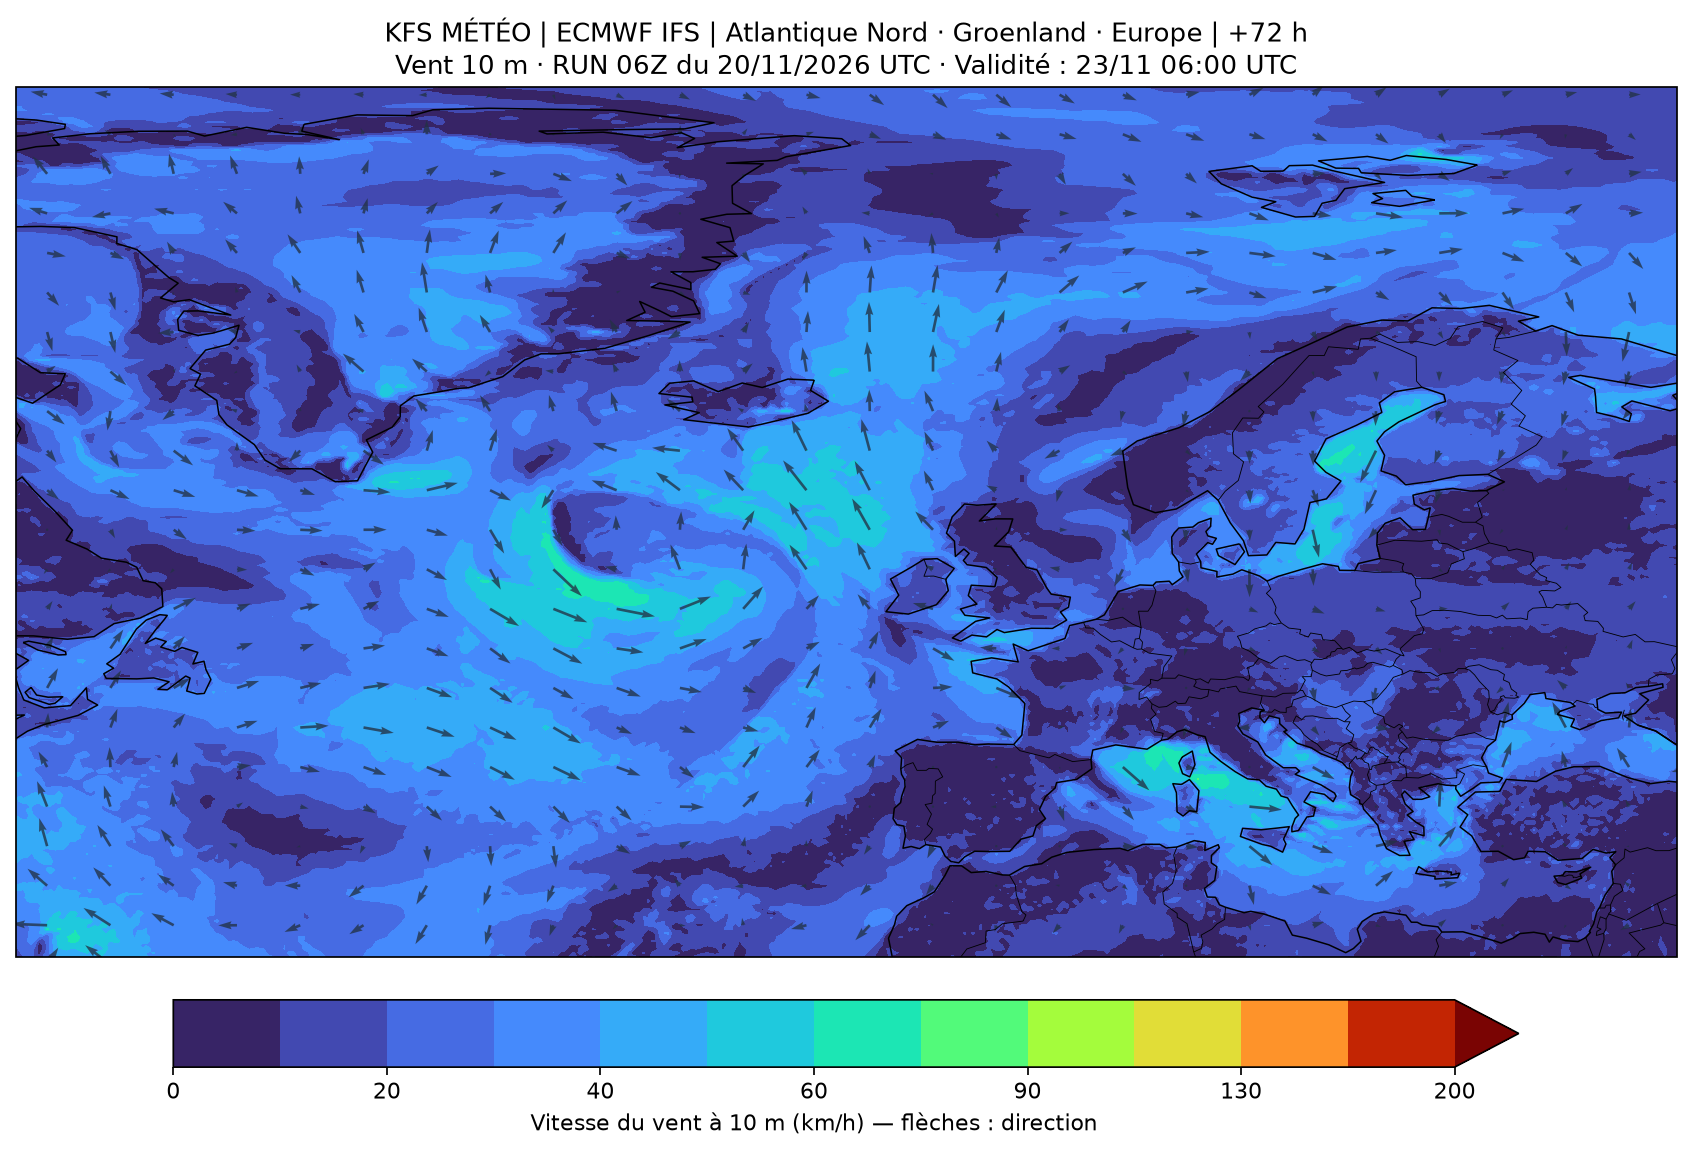 KFS MÉTÉO | ECMWF IFS | Atlantique Nord · Groenland · Europe | +72 h
Vent 10 m · RUN 06Z du 20/11/2026 UTC · Validité : 23/11 06:00 UTC
0 20 40 60 90 130 200
Vitesse du vent à 10 m (km/h) — flèches : direction